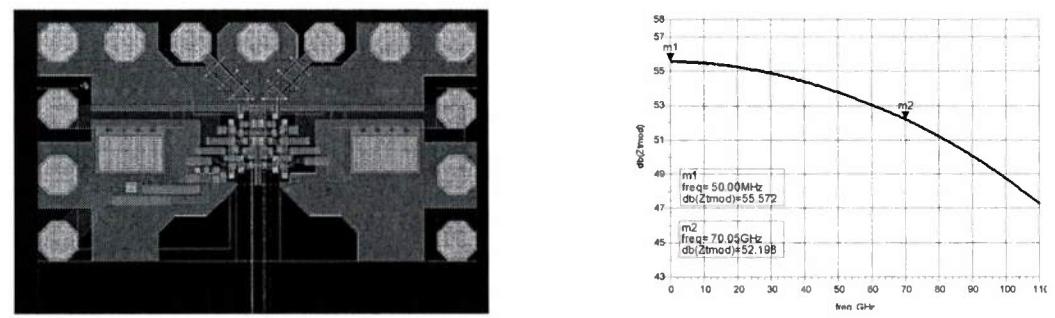 58
57
55
53
51
49
47
45
43
db(Ztmod)
m1
m2
m1
freq= 50.00MHz
db(Ztmod)=55.572
m2
freq= 70.05GHz
db(Ztmod)=52.198
0 10 20 30 40 50 60 70 80 90 100 110
freq, GHz